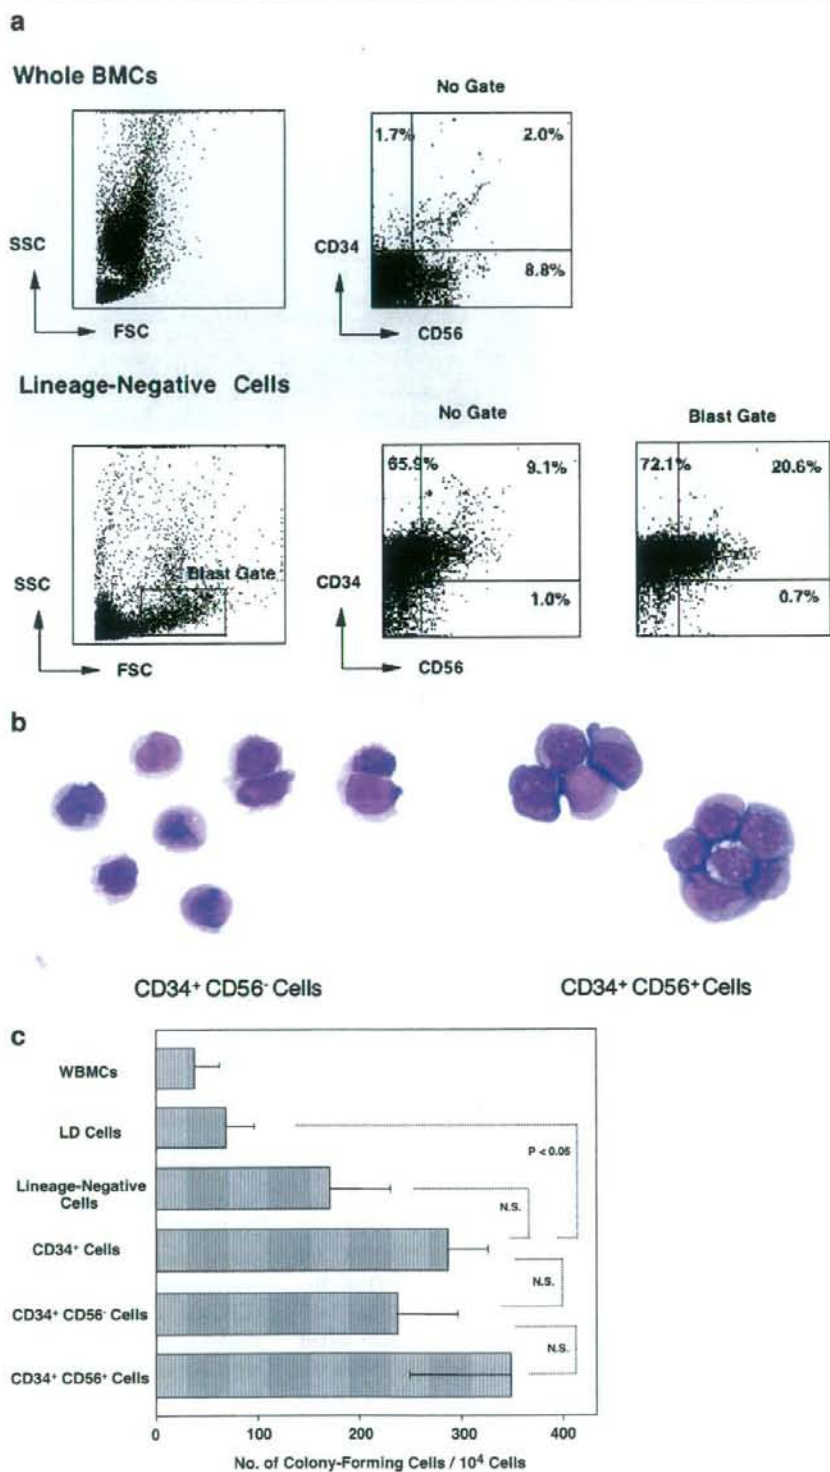 a
Whole BMCs
No Gate
1.7% 2.0%
SSC
CD34
8.8%
FSC
CD56
Lineage-Negative Cells
No Gate
Blast Gate
65.9% 9.1%
72.1% 20.6%
Blast Gate
SSC
CD34
1.0%
0.7%
FSC
CD56
b
CD34⁺ CD56⁻ Cells
CD34⁺ CD56⁺ Cells
c
WBMCs
LD Cells
P < 0.05
Lineage-Negative
Cells
N.S.
CD34⁺ Cells
N.S.
CD34⁺ CD56⁻ Cells
N.S.
CD34⁺ CD56⁺ Cells
0 100 200 300 400
No. of Colony-Forming Cells / 10⁴ Cells